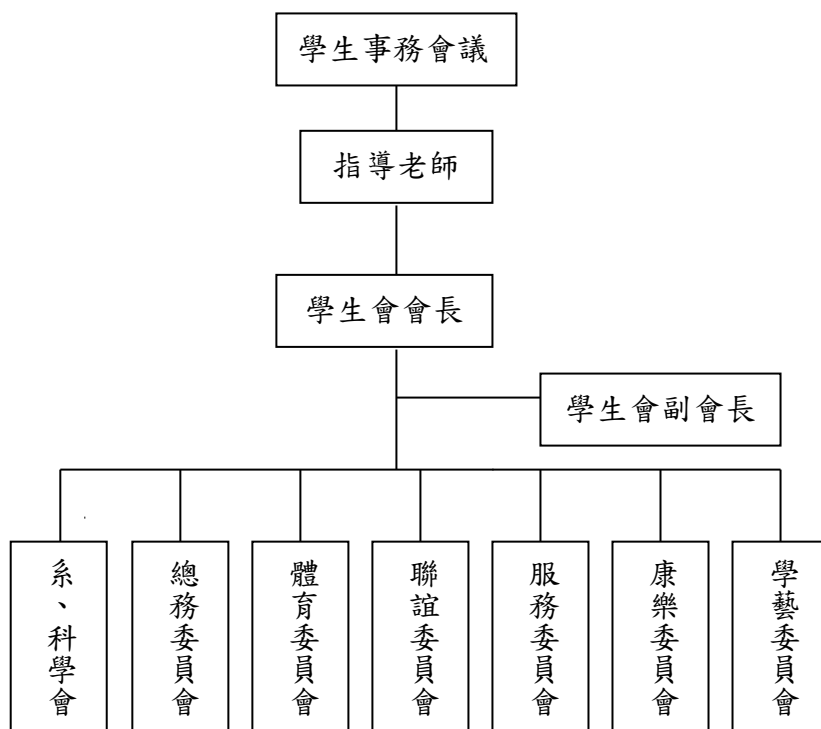 學生事務會議
指導老師
學生會會長
學生會副會長
系、科學會
總務委員會
體育委員會
聯誼委員會
服務委員會
康樂委員會
學藝委員會